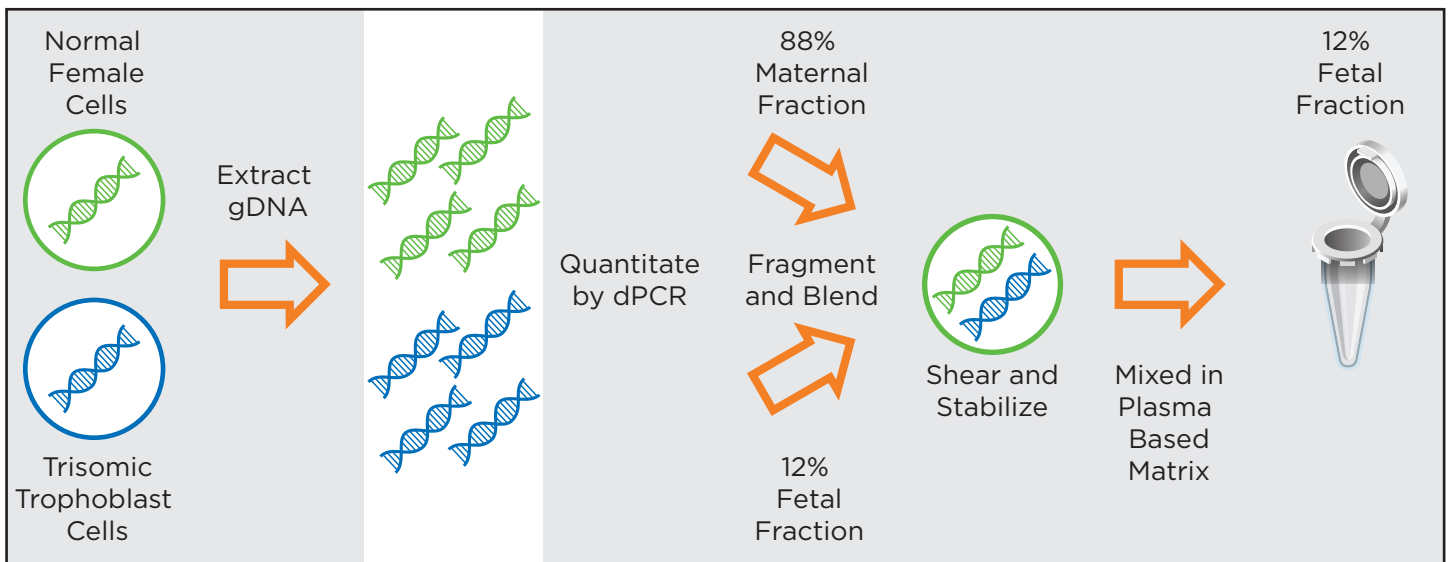 Normal
Female
Cells
Trisomic
Trophoblast
Cells
Extract
gDNA
Quantitate
by dPCR
88%
Maternal
Fraction
Fragment
and Blend
12%
Fetal
Fraction
Shear and
Stabilize
Mixed in
Plasma
Based
Matrix
12%
Fetal
Fraction